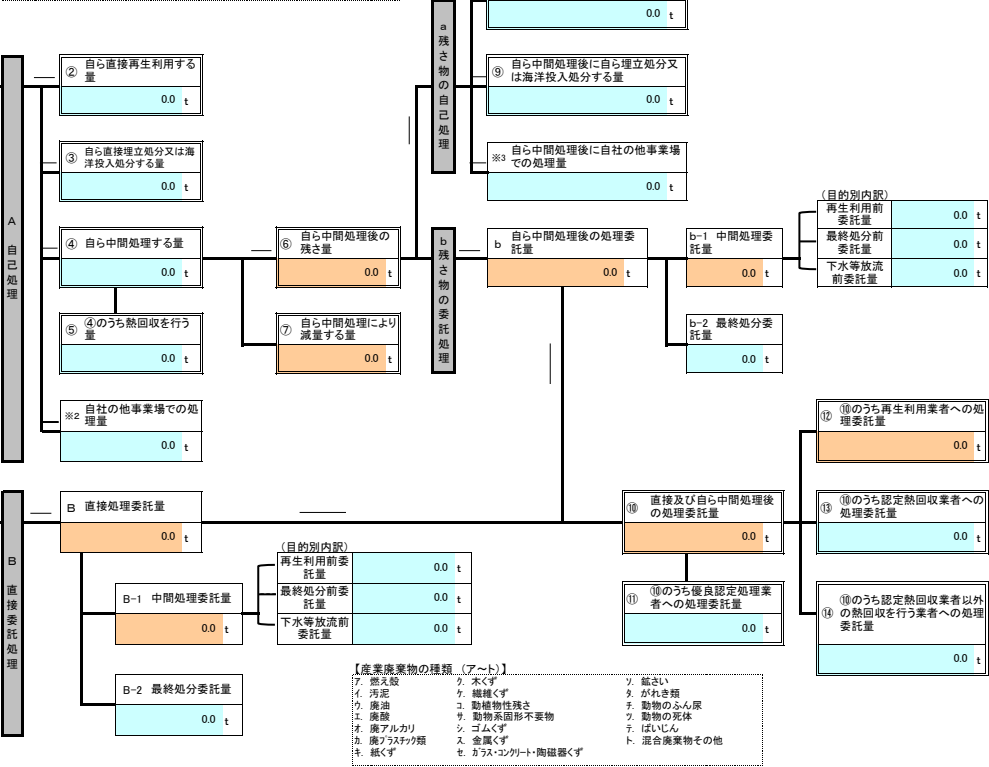 0.0 t
a 残さ物の自己処理
⑨ 自ら中間処理後に自ら埋立処分又
は海洋投入処分する量
0.0 t
※3 自ら中間処理後に自社の他事業場
での処理量
0.0 t
A 自己処理
② 自ら直接再生利用する
量
0.0 t
③ 自ら直接埋立処分又は海
洋投入処分する量
0.0 t
④ 自ら中間処理する量
0.0 t
⑤ ④のうち熱回収を行う
量
0.0 t
※2 自社の他事業場での処
理量
0.0 t
⑥ 自ら中間処理後の
残さ量
0.0 t
⑦ 自ら中間処理により
減量する量
0.0 t
b 残さ物の委託処理
b 自ら中間処理後の処理委
託量
0.0 t
b-1 中間処理委
託量
0.0 t
b-2 最終処分委
託量
0.0 t
(目的別内訳)
再生利用前
委託量
0.0 t
最終処分前
委託量
0.0 t
下水等放流
前委託量
0.0 t
B 直接委託処理
B 直接処理委託量
0.0 t
B-1 中間処理委託量
0.0 t
B-2 最終処分委託量
0.0 t
(目的別内訳)
再生利用前委
託量
0.0 t
最終処分前委
託量
0.0 t
下水等放流前
委託量
0.0 t
⑩ 直接及び自ら中間処理後
の処理委託量
0.0 t
⑪ ⑩のうち優良認定処理業
者への処理委託量
0.0 t
⑫ ⑩のうち再生利用業者への処
理委託量
0.0 t
⑬ ⑩のうち認定熱回収業者への
処理委託量
0.0 t
⑭ ⑩のうち認定熱回収業者以外
の熱回収を行う業者への処理
委託量
0.0 t
【産業廃棄物の種類 (ア~ト)】
ア. 燃え殻
イ. 汚泥
ウ. 廃油
エ. 廃酸
オ. 廃アルカリ
カ. 廃プラスチック類
キ. 紙くず
ク. 木くず
ケ. 繊維くず
コ. 動植物性残さ
サ. 動物系固形不要物
シ. ゴムくず
ス. 金属くず
セ. ガラス・コンクリート・陶磁器くず
ソ. 鉱さい
タ. がれき類
チ. 動物のふん尿
ツ. 動物の死体
テ. ばいじん
ト. 混合廃棄物その他